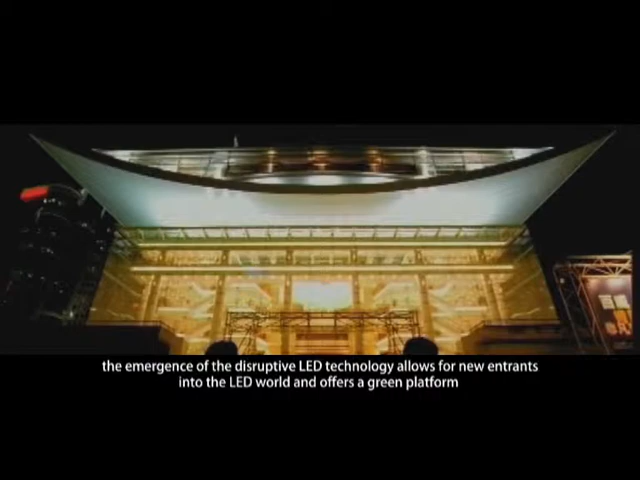 the emergence of the disruptive LED technology allows for new entrants
into the LED world and offers a green platform